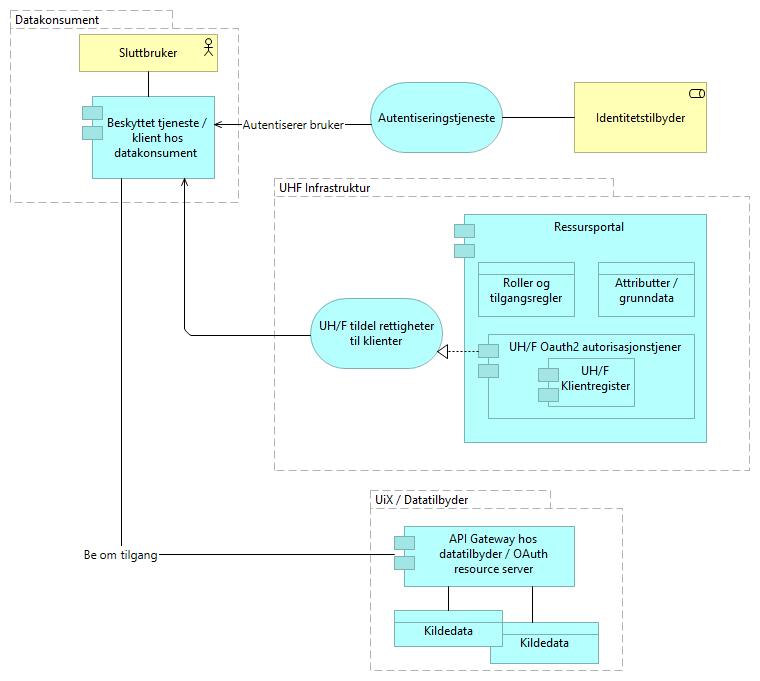 Datakonsument
Sluttbruker
Beskyttet tjeneste /
klient hos
datakonsument
Autentiserer bruker
Autentiseringstjeneste
Identitetstilbyder
UHF Infrastruktur
Ressursportal
Roller og
tilgangsregler
Attributter /
grunndata
UH/F tildel rettigheter
til klienter
UH/F Oauth2 autorisasjonstjener
UH/F
Klientregister
UiX / Datatilbyder
Be om tilgang
API Gateway hos
datatilbyder / OAuth
resource server
Kildedata
Kildedata